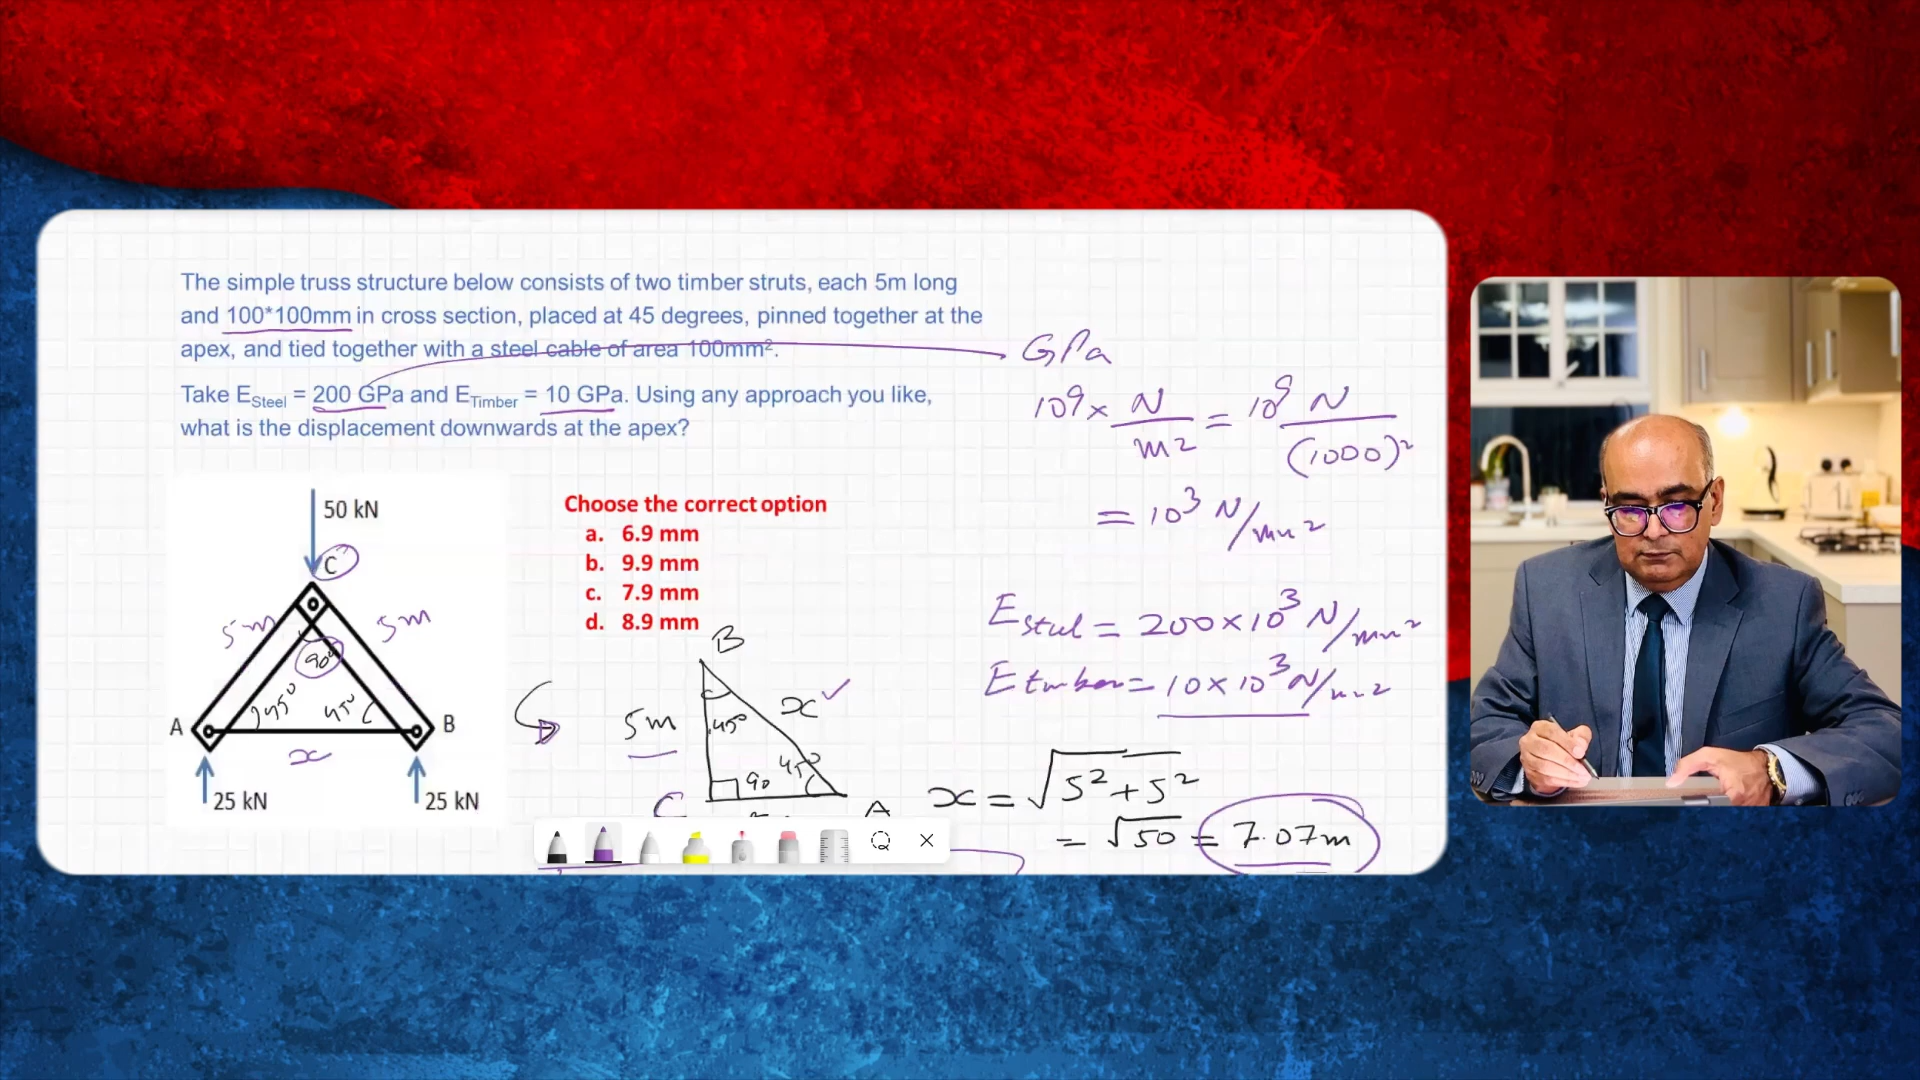 The simple truss structure below consists of two timber struts, each 5m long
and 100*100mm in cross section, placed at 45 degrees, pinned together at the
apex, and tied together with a steel cable of area 100mm².
Take E_Steel = 200 GPa and E_Timber = 10 GPa. Using any approach you like,
what is the displacement downwards at the apex?
Choose the correct option
a. 6.9 mm
b. 9.9 mm
c. 7.9 mm
d. 8.9 mm
50 kN
C
5m
5m
90°
45°
45°
A
B
x
25 kN
25 kN
B
5m
x ✓
45°
90
45°
C
A
GPa
10⁹ × N/m² = 10⁹ N/(1000)²
= 10³ N/mm²
E steel = 200×10³ N/mm²
E timber = 10×10³ N/mm²
x = √5²+5²
= √50 = 7.07m